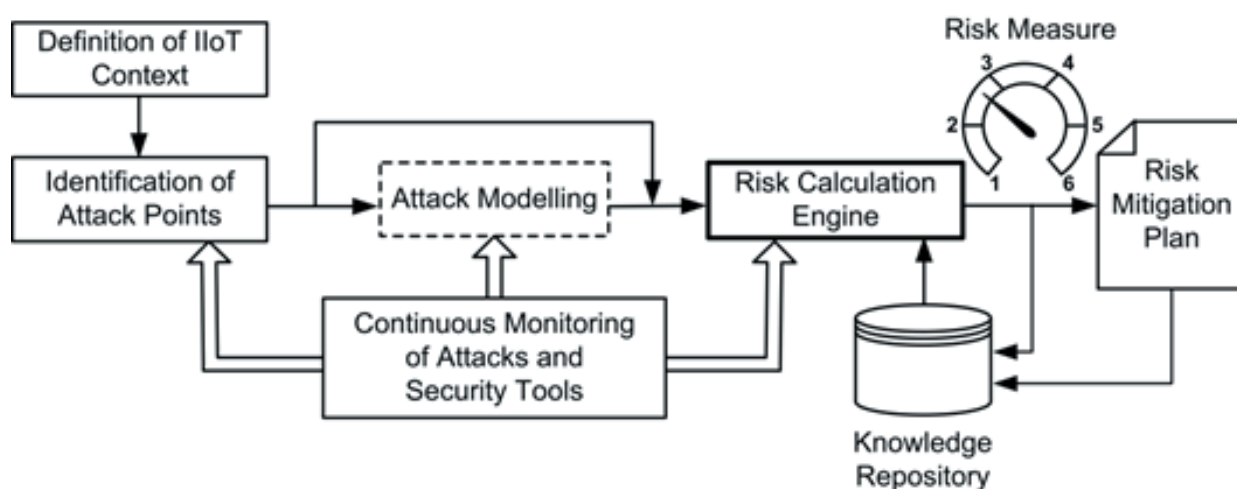 Definition of IIoT
Context
Risk Measure
3
4
2
5
1
6
Identification of
Attack Points
Attack Modelling
Risk Calculation
Engine
Risk
Mitigation
Plan
Continuous Monitoring
of Attacks and
Security Tools
Knowledge
Repository